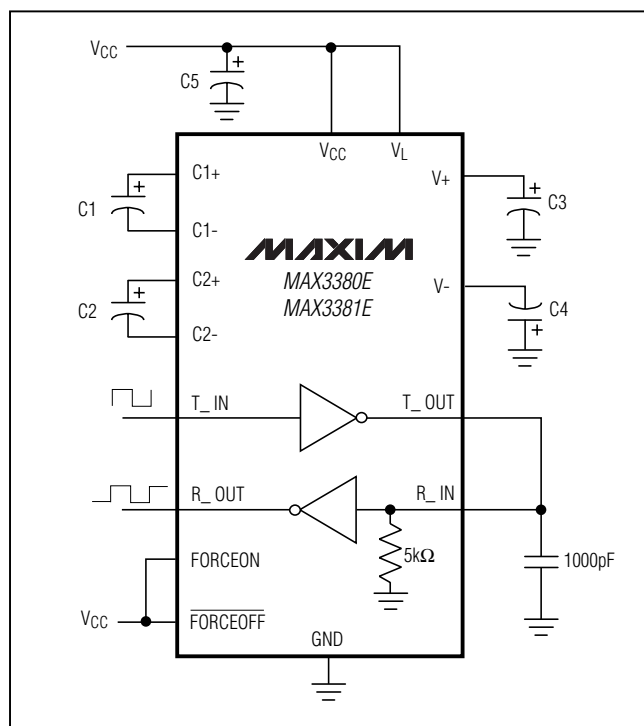 VCC
+
C5
VCC
VL
C1+
+
C1
C1-
V+
+
C3
MAXIM
MAX3380E
MAX3381E
C2+
+
C2
C2-
V-
C4
+
T_ IN
T_ OUT
R_ OUT
R_ IN
5kΩ
1000pF
FORCEON
VCC
FORCEOFF
GND